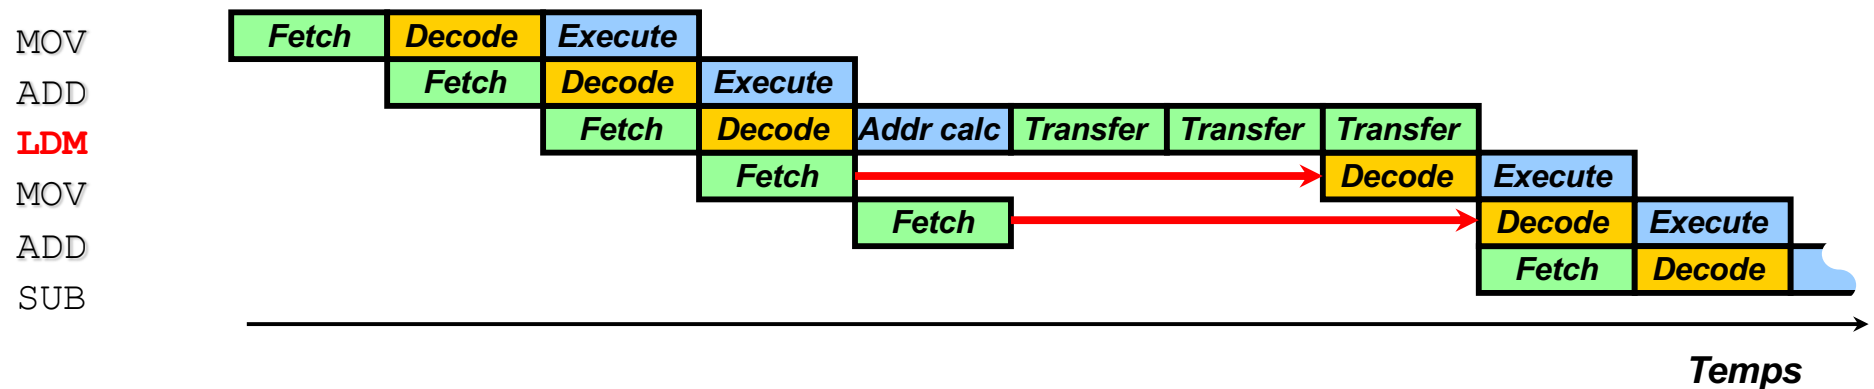 MOV Fetch Decode Execute
ADD Fetch Decode Execute
LDM Fetch Decode Addr calc Transfer Transfer Transfer
MOV Fetch Decode Execute
ADD Fetch Decode Execute
SUB Fetch Decode
Temps